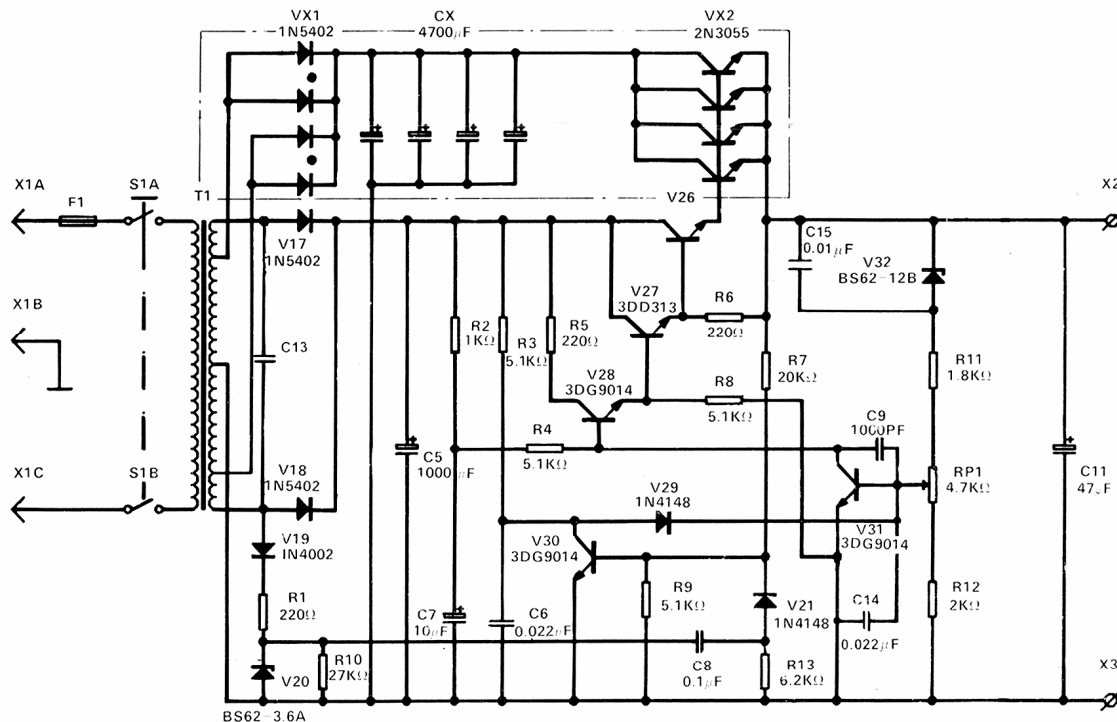 VX1 CX VX2
1N5402 4700μF 2N3055
X1A S1A T1 V26 X2
F1
V17
1N5402
C15
0.01μF
V32
BS62-12B
V27
3DD313
R6
220Ω
X1B
C13
R2
1KΩ
R3
5.1KΩ
R5
220Ω
V28
3DG9014
R7
20KΩ
R8
5.1KΩ
R11
1.8KΩ
C9
1000PF
R4
5.1KΩ
C5
1000μF
X1C S1B
V18
1N5402
V29
1N4148
RP1
4.7KΩ
C11
47μF
V31
3DG9014
V19
IN4002
V30
3DG9014
R9
5.1KΩ
R12
2KΩ
R1
220Ω
C7
10μF
C6
0.022μF
V21
1N4148
C14
0.022μF
R10
27KΩ
V20
C8
0.1μF
R13
6.2KΩ
X3
BS62-3.6A